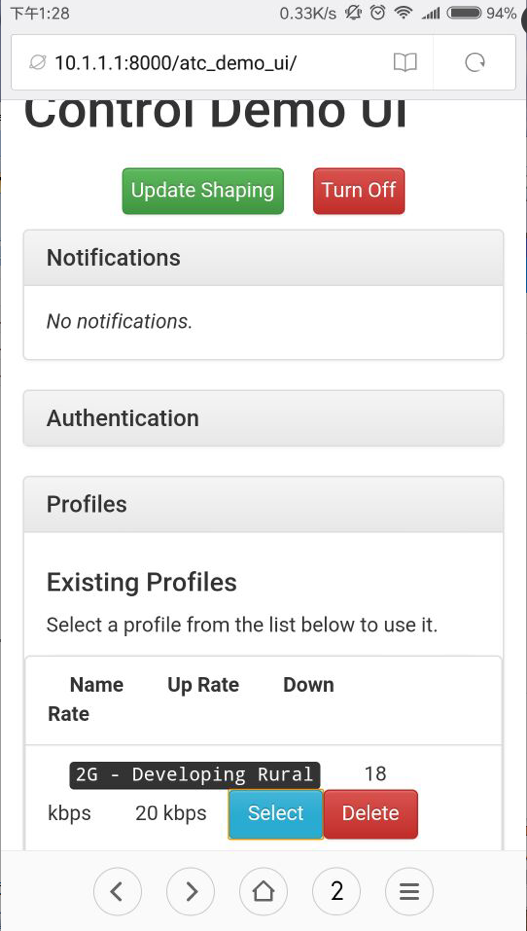 下午1:28 0.33K/s 94%
10.1.1.1:8000/atc_demo_ui/
Control Demo UI
Update Shaping Turn Off
Notifications
No notifications.
Authentication
Profiles
Existing Profiles
Select a profile from the list below to use it.
Name Up Rate Down
Rate
2G - Developing Rural 18
kbps 20 kbps Select Delete
2